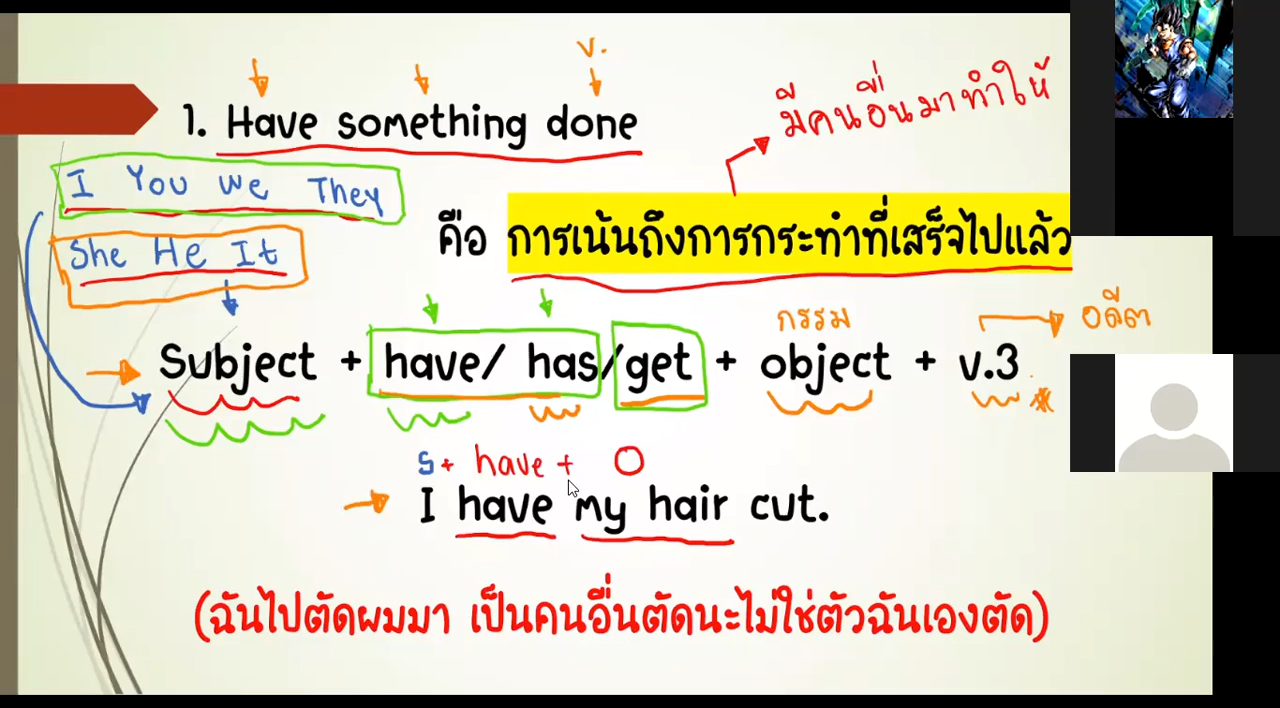 v.
1. Have something done
มีคนอื่นมาทำให้
I You We They
She He It
คือ การเน้นถึงการกระทำที่เสร็จไปแล้ว
กรรม
อดีต
Subject + have/ has/get + object + v.3
S + have + O
I have my hair cut.
(ฉันไปตัดผมมา เป็นคนอื่นตัดนะไม่ใช่ตัวฉันเองตัด)